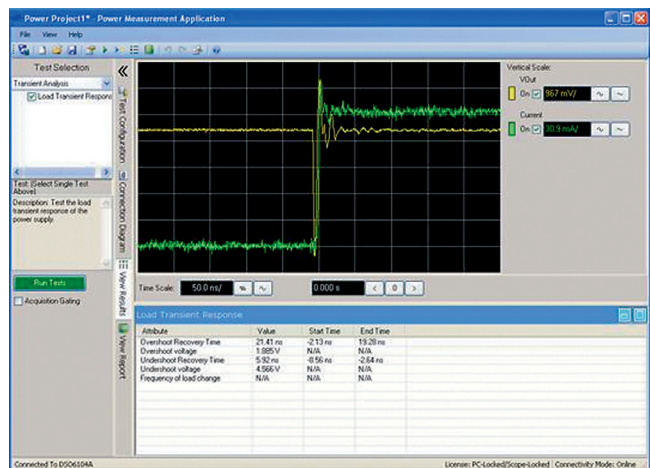 Power Project1* - Power Measurement Application
File View Help
Test Selection
Transient Analysis
Load Transient Respons
Test: (Select Single Test Above)
Description: Test the load
transient response of the
power supply.
Run Tests
Acquisition Gating
Test Configuration
Connection Diagram
View Results
View Report
Vertical Scale:
VOut
On 967 mV/
Current
On 30.9 mA/
Time Scale: 50.0 ns/ 0.000 s < 0 >
Load Transient Response
Attribute Value Start Time End Time
Overshoot Recovery Time 21.41 ns -2.13 ns 19.28 ns
Overshoot voltage 1.885 V N/A N/A
Undershoot Recovery Time 5.92 ns -8.56 ns -2.64 ns
Undershoot voltage 4.566 V N/A N/A
Frequency of load change N/A N/A N/A
Connected To DSO6104A License: PC-Locked/Scope-Locked Connectivity Mode: Online